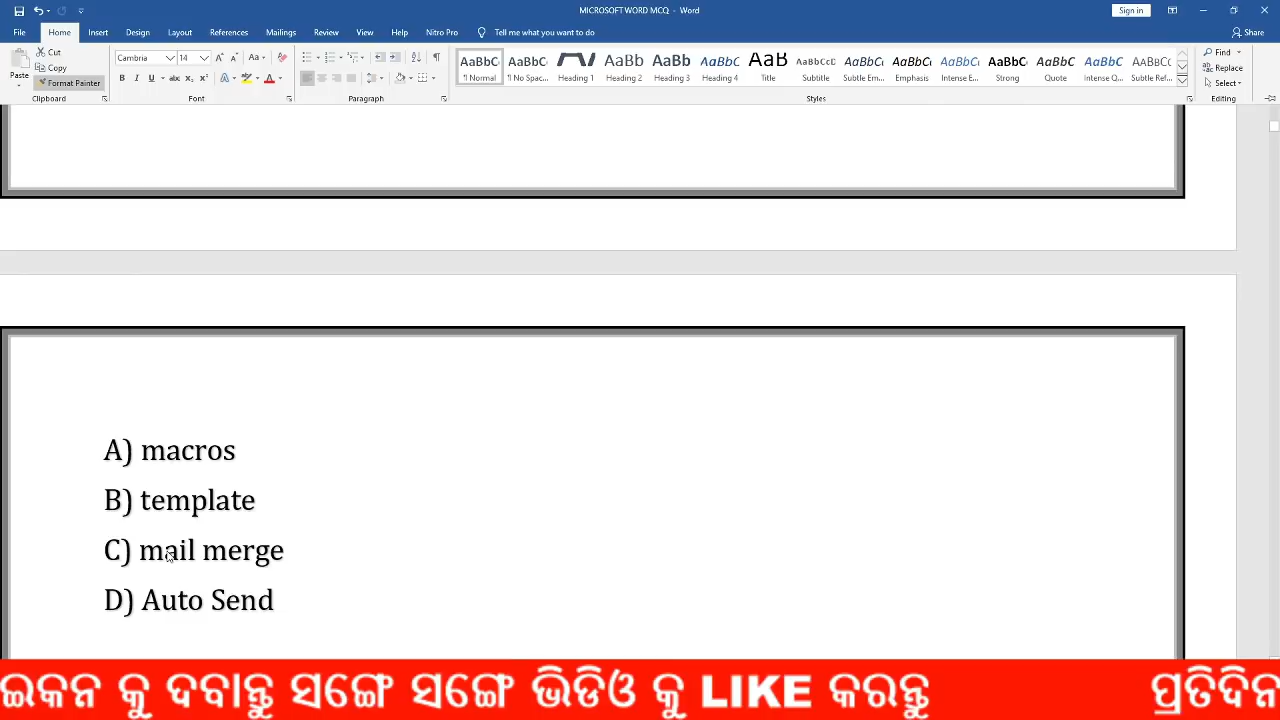 MICROSOFT WORD MCQ - Word
Sign in
File Home Insert Design Layout References Mailings Review View Help Nitro Pro Tell me what you want to do Share
Paste
Cut
Copy
Format Painter
Clipboard
Cambria 14
Font
Paragraph
AaBbC AaBbC AaBb AaBb AaBbC AaB AaBbCcD AaBbC AaBbC AaBbC AaBbC AaBbC AaBbC AABBCC
¶ Normal ¶ No Spac... Heading 1 Heading 2 Heading 3 Heading 4 Title Subtitle Subtle Em... Emphasis Intense E... Strong Quote Intense Q... Subtle Ref...
Styles
Find
Replace
Select
Editing
A) macros
B) template
C) mail merge
D) Auto Send
ଇକନ କୁ ଦବାନ୍ତୁ ସଙ୍ଗେ ସଙ୍ଗେ ଭିଡିଓ କୁ LIKE କରନ୍ତୁ ପ୍ରତିଦିନ